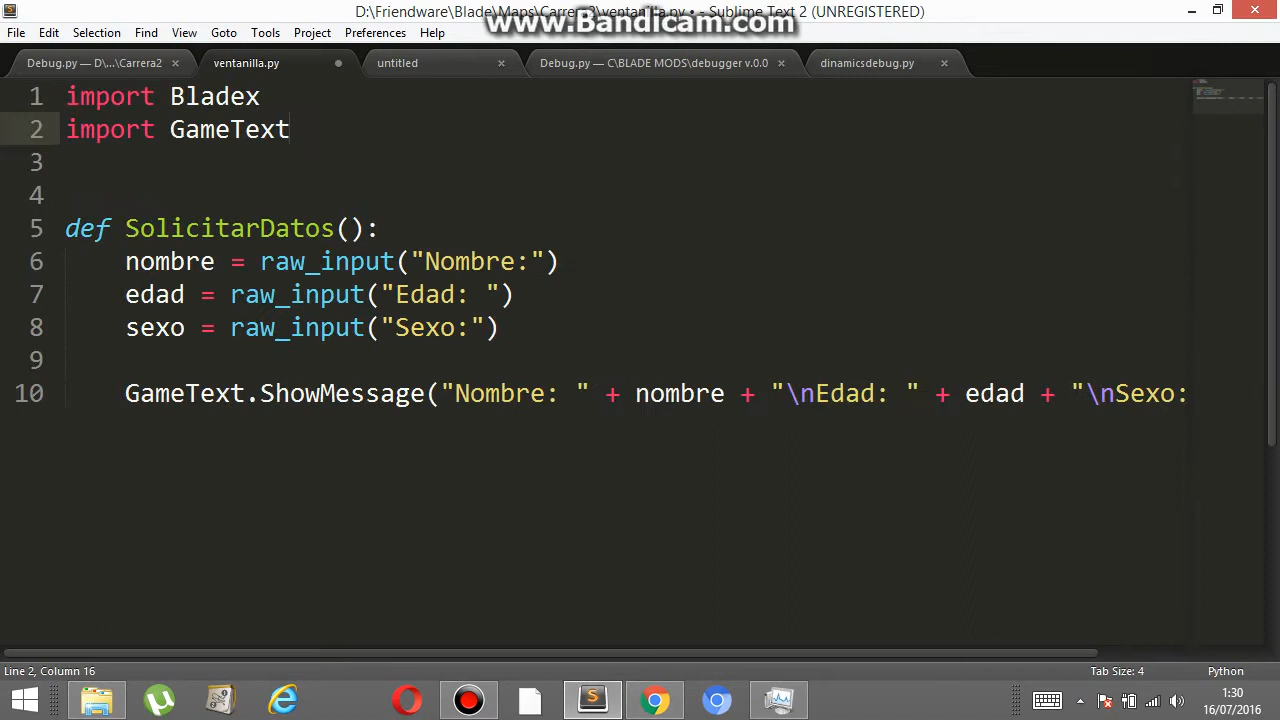 D:\Friendware\Blade\Maps\Carrera2\ventanilla.py • - Sublime Text 2 (UNREGISTERED)
www.Bandicam.com
File Edit Selection Find View Goto Tools Project Preferences Help
Debug.py — D\...\Carrera2 ventanilla.py untitled Debug.py — C\BLADE MODS\debugger v.0.0 dinamicsdebug.py
1 import Bladex
2 import GameText
3
4
5 def SolicitarDatos():
6 nombre = raw_input("Nombre:")
7 edad = raw_input("Edad: ")
8 sexo = raw_input("Sexo:")
9
10 GameText.ShowMessage("Nombre: " + nombre + "\nEdad: " + edad + "\nSexo:
Line 2, Column 16 Tab Size: 4 Python
1:30
16/07/2016